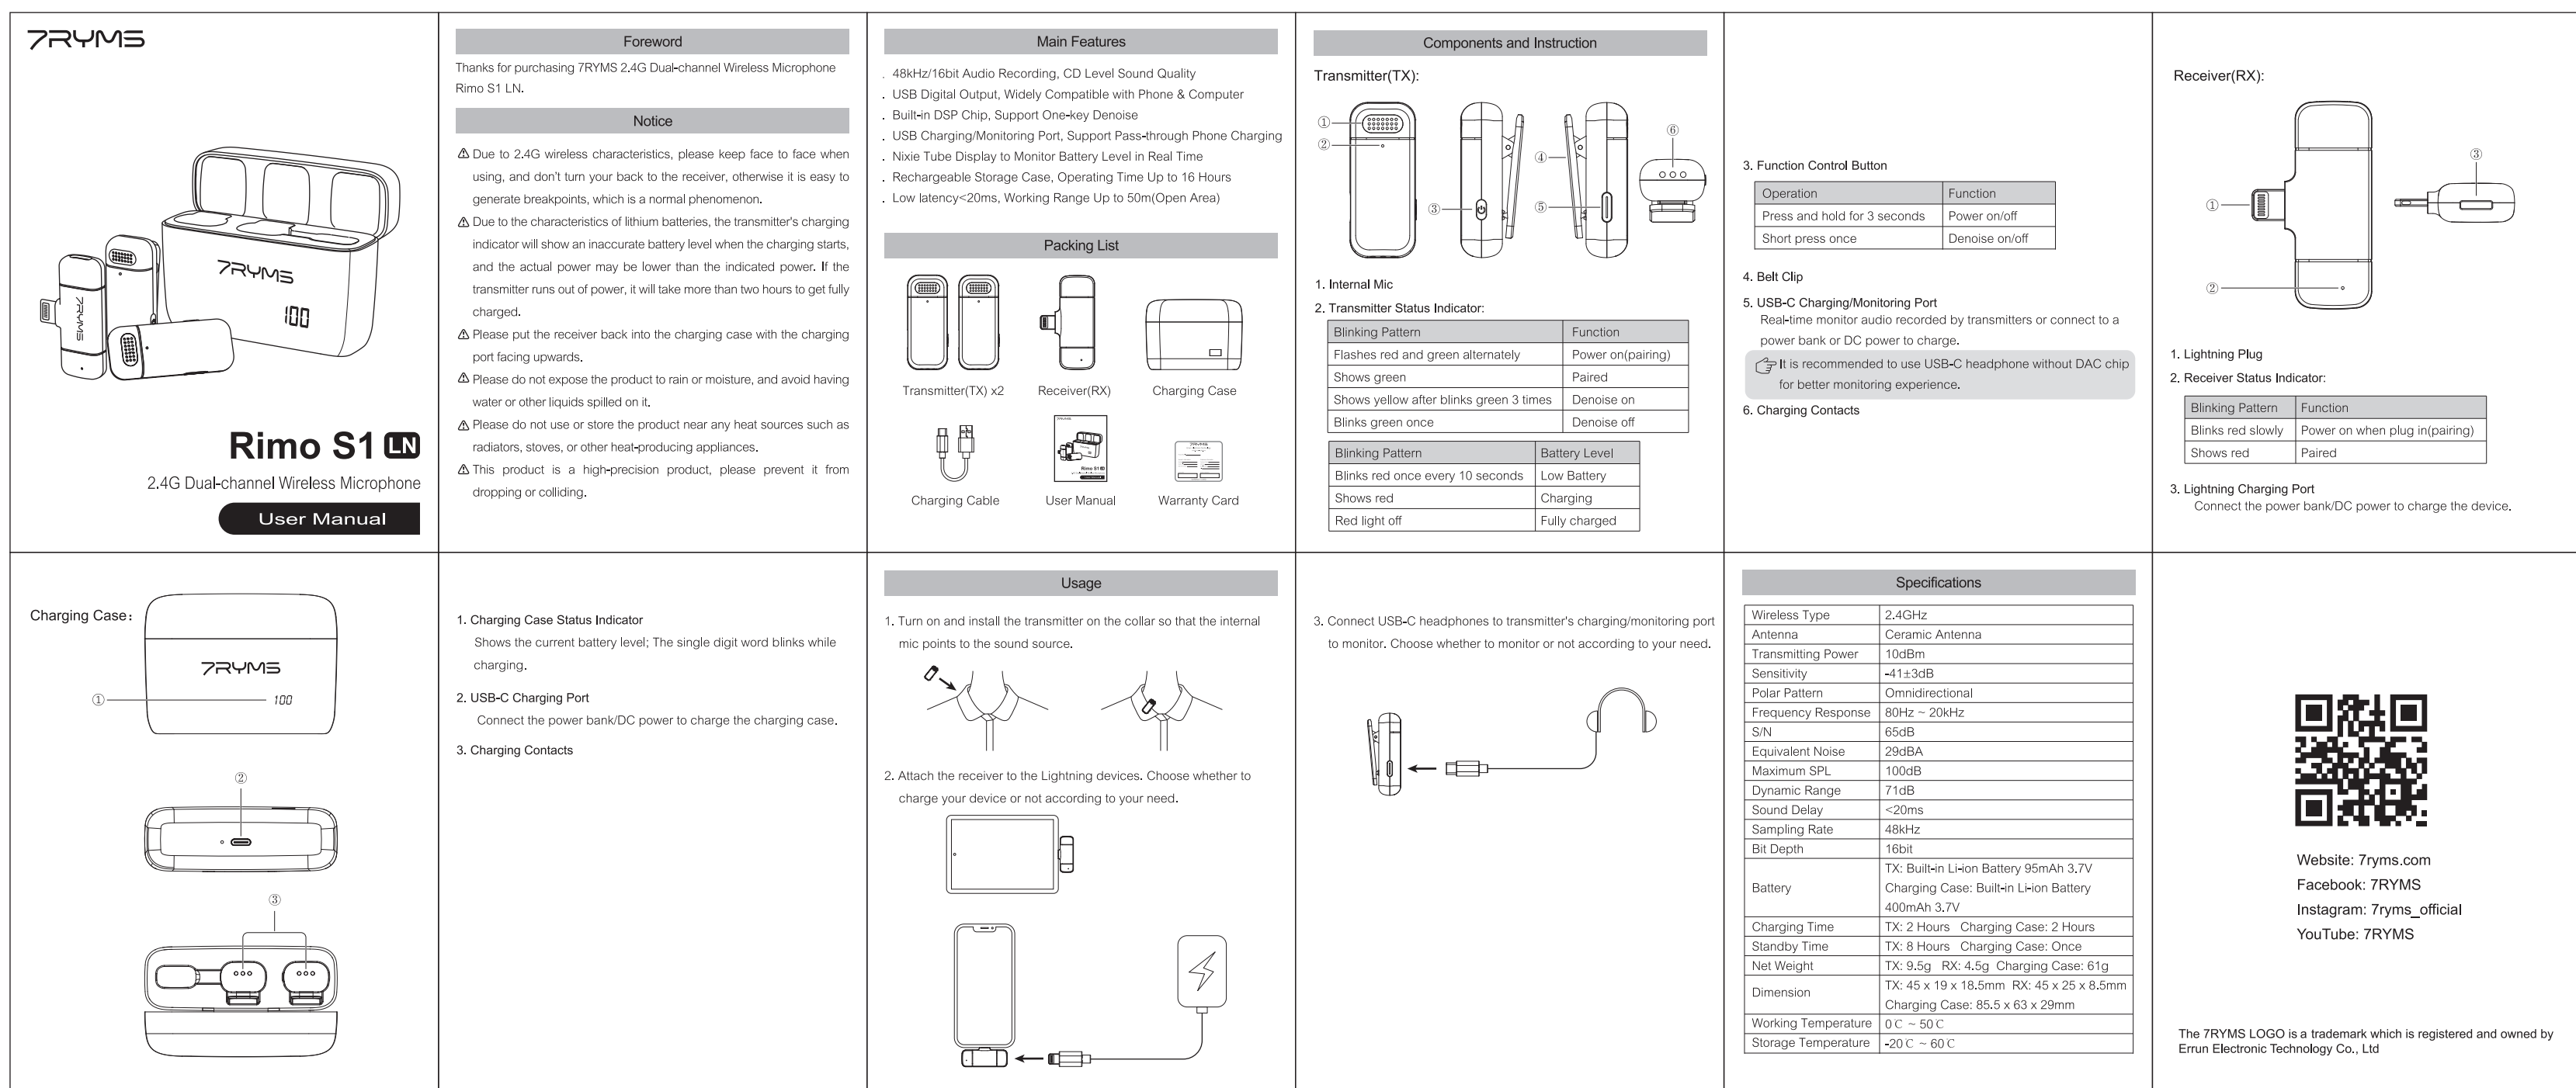 7RYMS
7RYMS
7RYMS
100
Rimo S1 LN
2.4G Dual-channel Wireless Microphone
User Manual
Foreword
Thanks for purchasing 7RYMS 2.4G Dual-channel Wireless Microphone
Rimo S1 LN.
Notice
Due to 2.4G wireless characteristics, please keep face to face when
using, and don't turn your back to the receiver, otherwise it is easy to
generate breakpoints, which is a normal phenomenon.
Due to the characteristics of lithium batteries, the transmitter's charging
indicator will show an inaccurate battery level when the charging starts,
and the actual power may be lower than the indicated power. If the
transmitter runs out of power, it will take more than two hours to get fully
charged.
Please put the receiver back into the charging case with the charging
port facing upwards.
Please do not expose the product to rain or moisture, and avoid having
water or other liquids spilled on it.
Please do not use or store the product near any heat sources such as
radiators, stoves, or other heat-producing appliances.
This product is a high-precision product, please prevent it from
dropping or colliding.
Main Features
. 48kHz/16bit Audio Recording, CD Level Sound Quality
. USB Digital Output, Widely Compatible with Phone & Computer
. Built-in DSP Chip, Support One-key Denoise
. USB Charging/Monitoring Port, Support Pass-through Phone Charging
. Nixie Tube Display to Monitor Battery Level in Real Time
. Rechargeable Storage Case, Operating Time Up to 16 Hours
. Low latency<20ms, Working Range Up to 50m(Open Area)
Packing List
Transmitter(TX) x2
Receiver(RX)
Charging Case
Rimo S1
Charging Cable
User Manual
Warranty Card
Components and Instruction
Transmitter(TX):
①
②
③
④
⑤
⑥
1. Internal Mic
2. Transmitter Status Indicator:
Blinking Pattern Function
Flashes red and green alternately Power on(pairing)
Shows green Paired
Shows yellow after blinks green 3 times Denoise on
Blinks green once Denoise off
Blinking Pattern Battery Level
Blinks red once every 10 seconds Low Battery
Shows red Charging
Red light off Fully charged
3. Function Control Button
Operation Function
Press and hold for 3 seconds Power on/off
Short press once Denoise on/off
4. Belt Clip
5. USB-C Charging/Monitoring Port
Real-time monitor audio recorded by transmitters or connect to a
power bank or DC power to charge.
It is recommended to use USB-C headphone without DAC chip
for better monitoring experience.
6. Charging Contacts
Receiver(RX):
①
②
③
1. Lightning Plug
2. Receiver Status Indicator:
Blinking Pattern Function
Blinks red slowly Power on when plug in(pairing)
Shows red Paired
3. Lightning Charging Port
Connect the power bank/DC power to charge the device.
Charging Case:
7RYMS
① 100
②
③
1. Charging Case Status Indicator
Shows the current battery level; The single digit word blinks while
charging.
2. USB-C Charging Port
Connect the power bank/DC power to charge the charging case.
3. Charging Contacts
Usage
1. Turn on and install the transmitter on the collar so that the internal
mic points to the sound source.
2. Attach the receiver to the Lightning devices. Choose whether to
charge your device or not according to your need.
3. Connect USB-C headphones to transmitter's charging/monitoring port
to monitor. Choose whether to monitor or not according to your need.
Specifications
Wireless Type 2.4GHz
Antenna Ceramic Antenna
Transmitting Power 10dBm
Sensitivity -41±3dB
Polar Pattern Omnidirectional
Frequency Response 80Hz ~ 20kHz
S/N 65dB
Equivalent Noise 29dBA
Maximum SPL 100dB
Dynamic Range 71dB
Sound Delay <20ms
Sampling Rate 48kHz
Bit Depth 16bit
Battery TX: Built-in Li-ion Battery 95mAh 3.7V
Charging Case: Built-in Li-ion Battery
400mAh 3.7V
Charging Time TX: 2 Hours Charging Case: 2 Hours
Standby Time TX: 8 Hours Charging Case: Once
Net Weight TX: 9.5g RX: 4.5g Charging Case: 61g
Dimension TX: 45 x 19 x 18.5mm RX: 45 x 25 x 8.5mm
Charging Case: 85.5 x 63 x 29mm
Working Temperature 0℃ ~ 50℃
Storage Temperature -20℃ ~ 60℃
Website: 7ryms.com
Facebook: 7RYMS
Instagram: 7ryms_official
YouTube: 7RYMS
The 7RYMS LOGO is a trademark which is registered and owned by
Errun Electronic Technology Co., Ltd